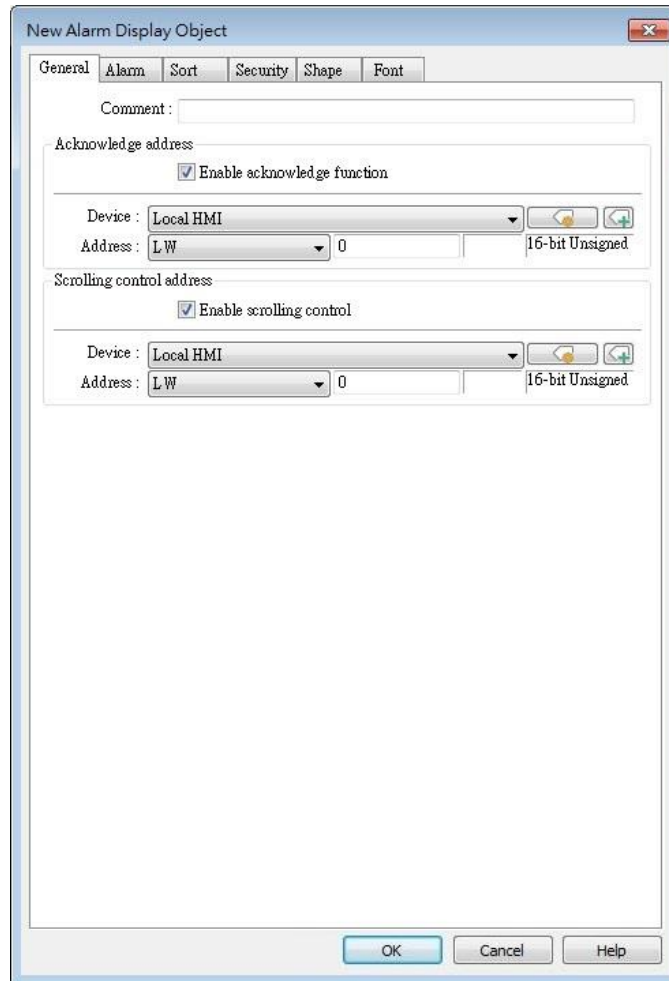 New Alarm Display Object
General Alarm Sort Security Shape Font
Comment :
Acknowledge address
Enable acknowledge function
Device : Local HMI
Address : LW 0 16-bit Unsigned
Scrolling control address
Enable scrolling control
Device : Local HMI
Address : LW 0 16-bit Unsigned
OK Cancel Help